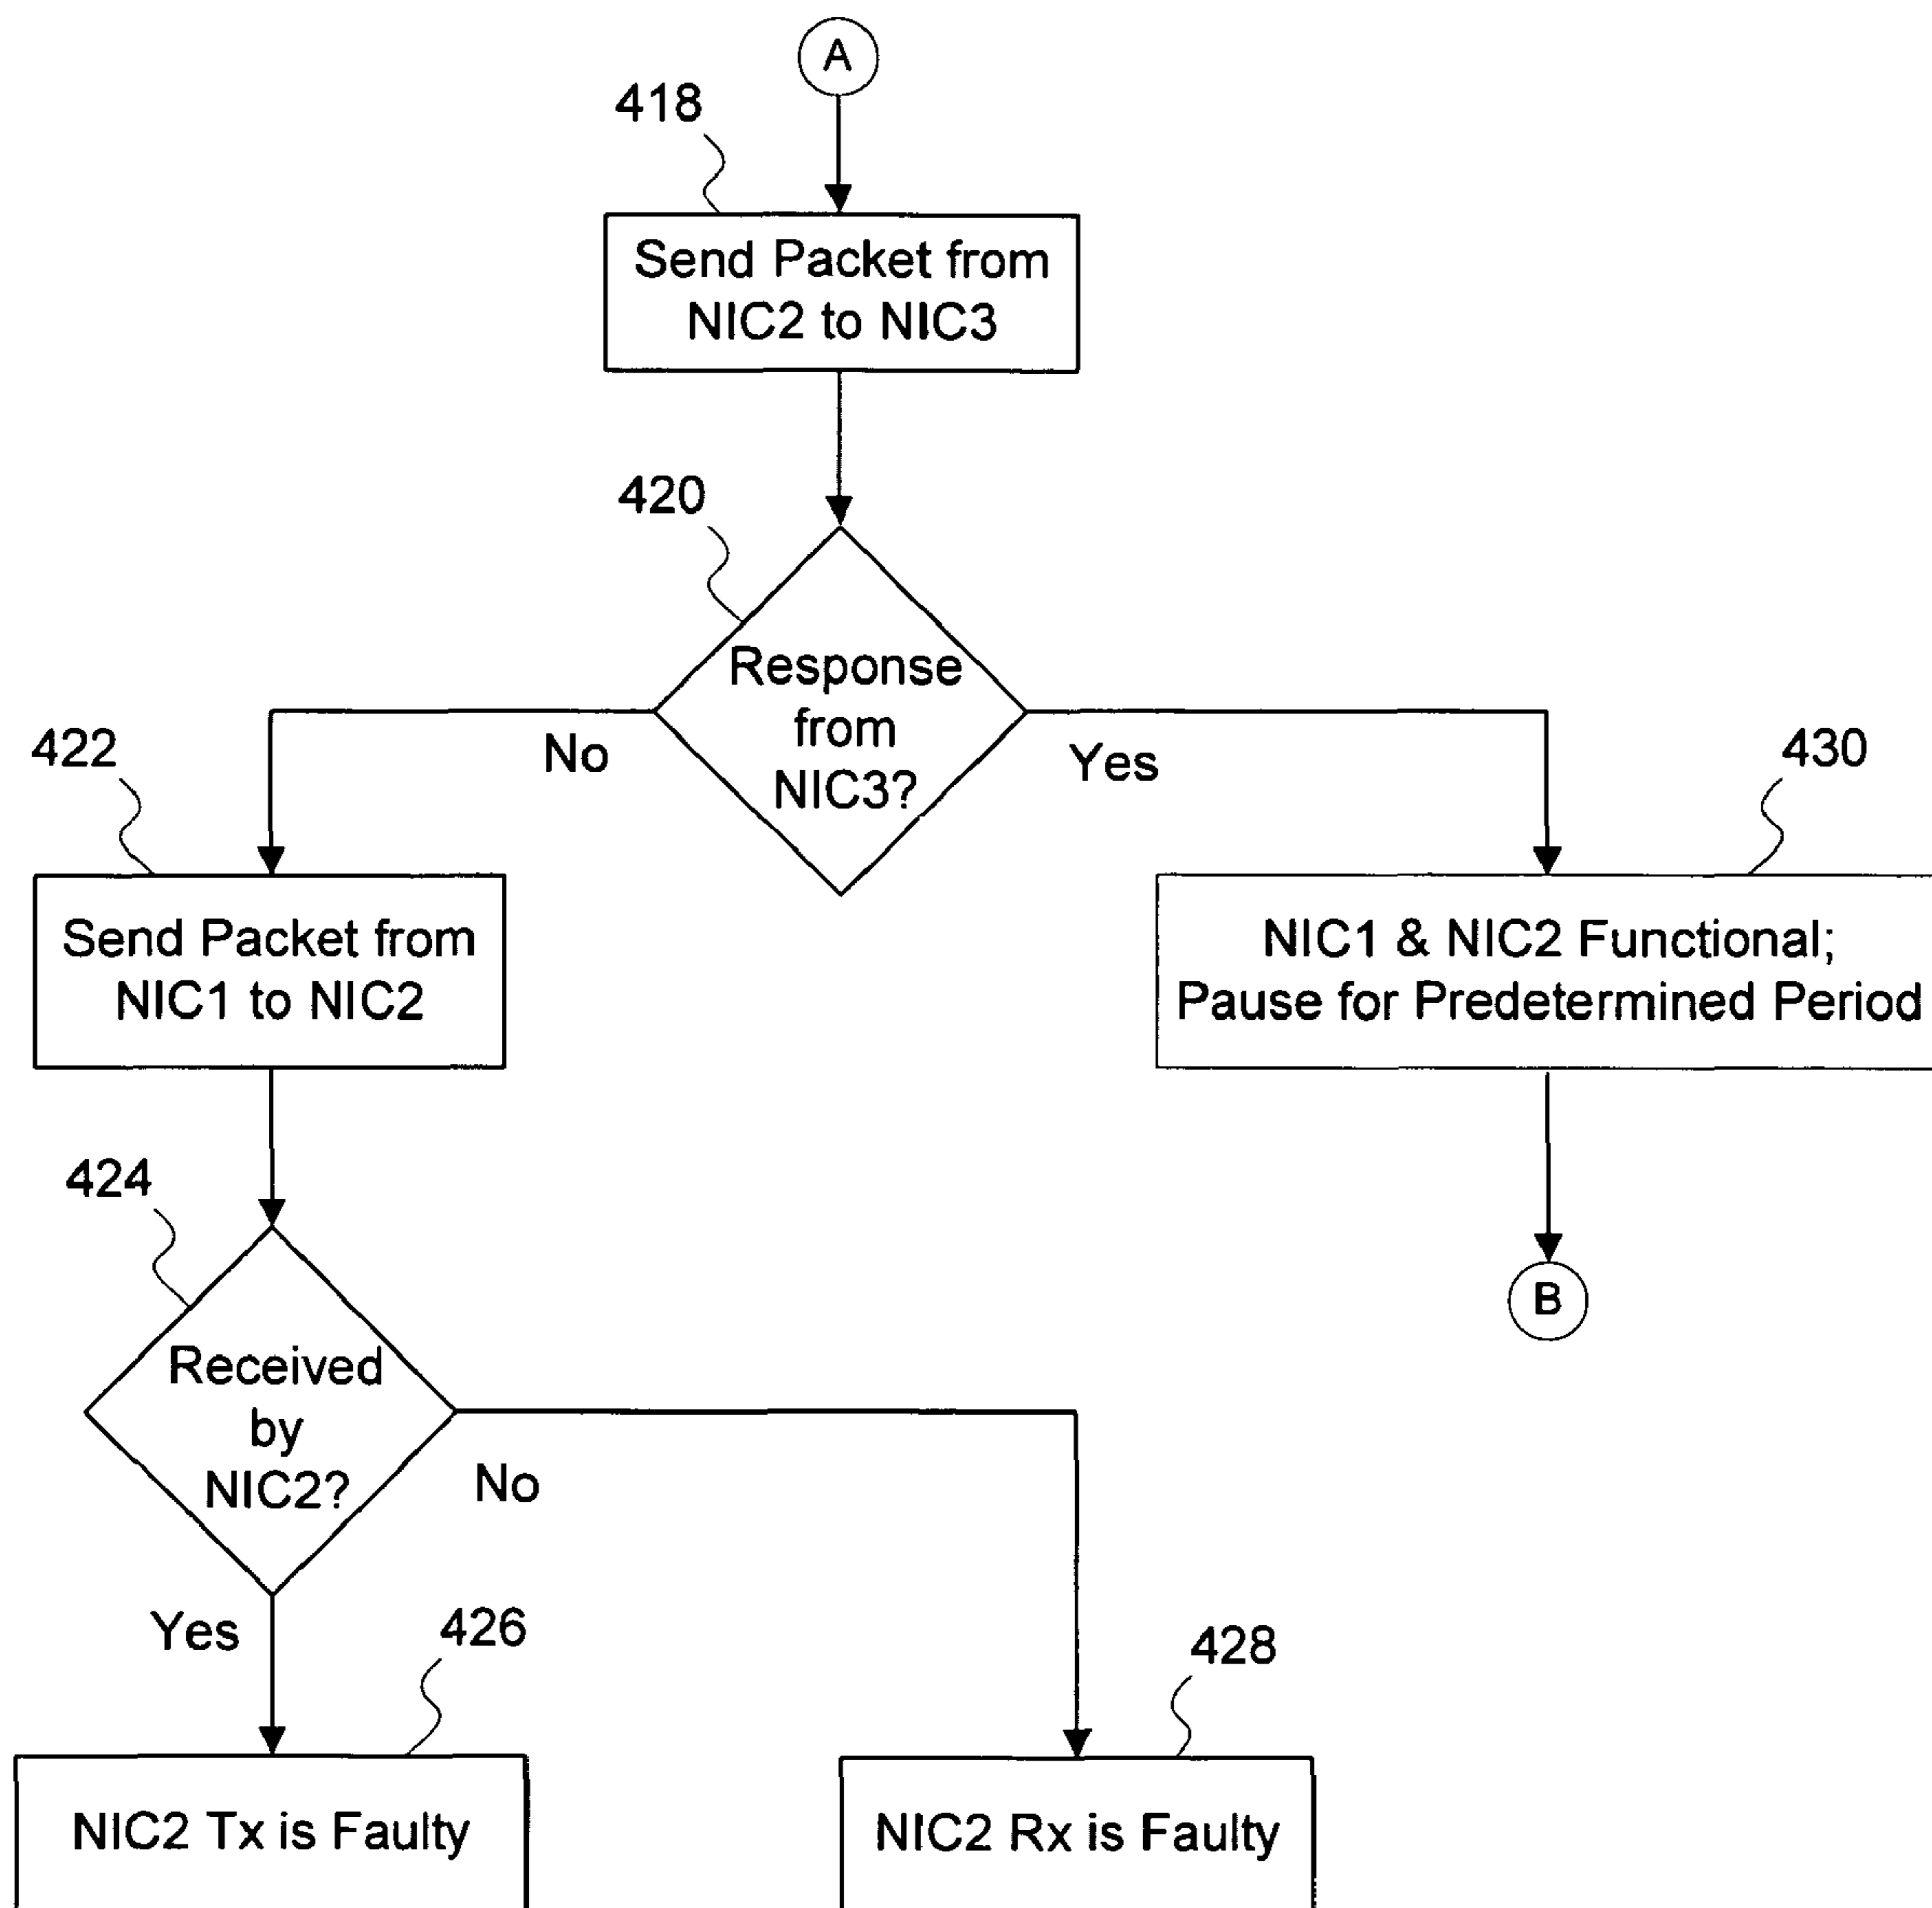 A
418
Send Packet from
NIC2 to NIC3
420
Response
from
NIC3?
No
Yes
422
430
Send Packet from
NIC1 to NIC2
NIC1 & NIC2 Functional;
Pause for Predetermined Period
424
B
Received
by
NIC2?
No
Yes
426
428
NIC2 Tx is Faulty
NIC2 Rx is Faulty